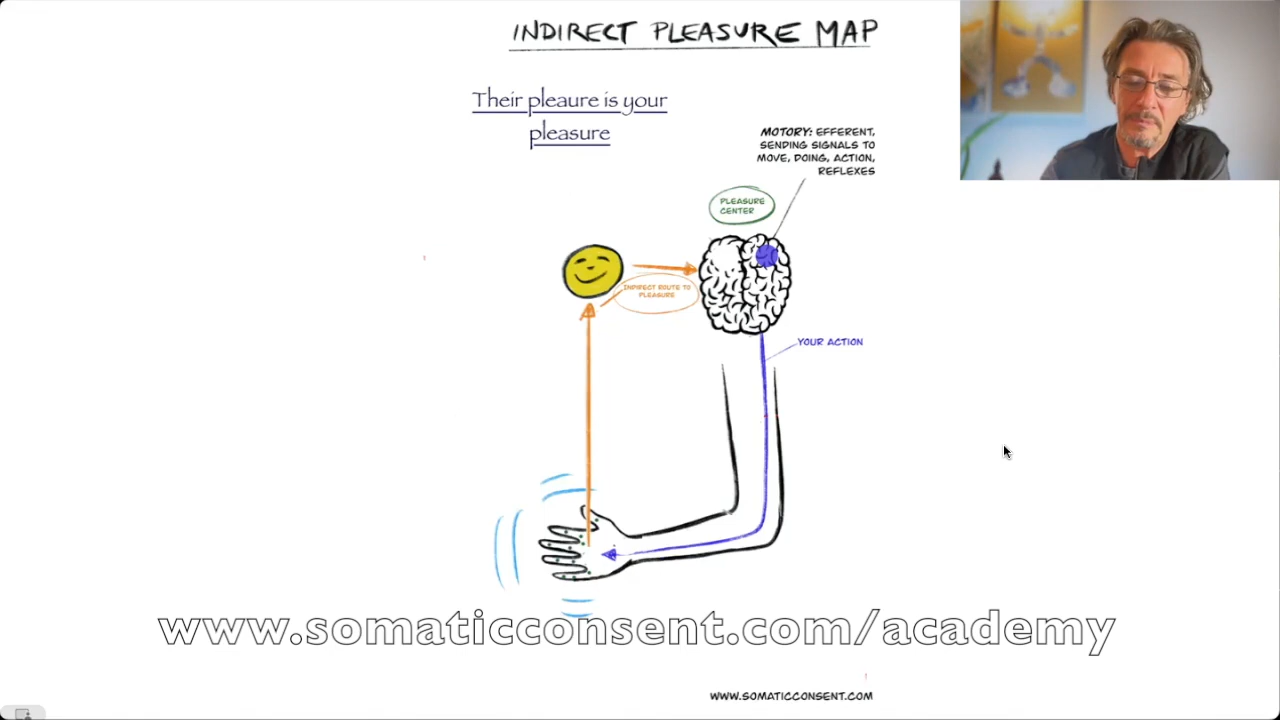 INDIRECT PLEASURE MAP
Their pleaure is your
pleasure
MOTORY: EFFERENT,
SENDING SIGNALS TO
MOVE, DOING, ACTION,
REFLEXES
PLEASURE
CENTER
INDIRECT ROUTE TO
PLEASURE
YOUR ACTION
www.somaticconsent.com/academy
WWW.SOMATICCONSENT.COM